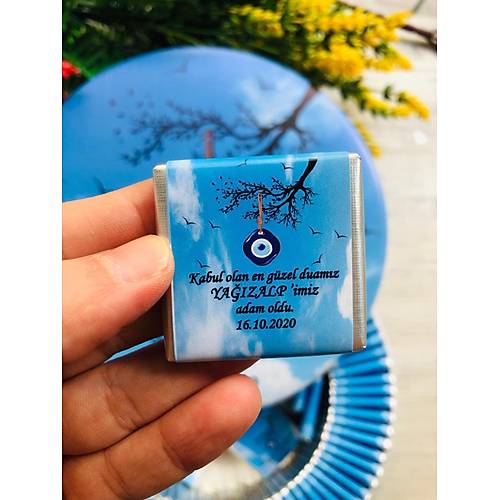 Kabul olan en güzel duamız
YAĞIZALP 'imiz
adam oldu.
16.10.2020